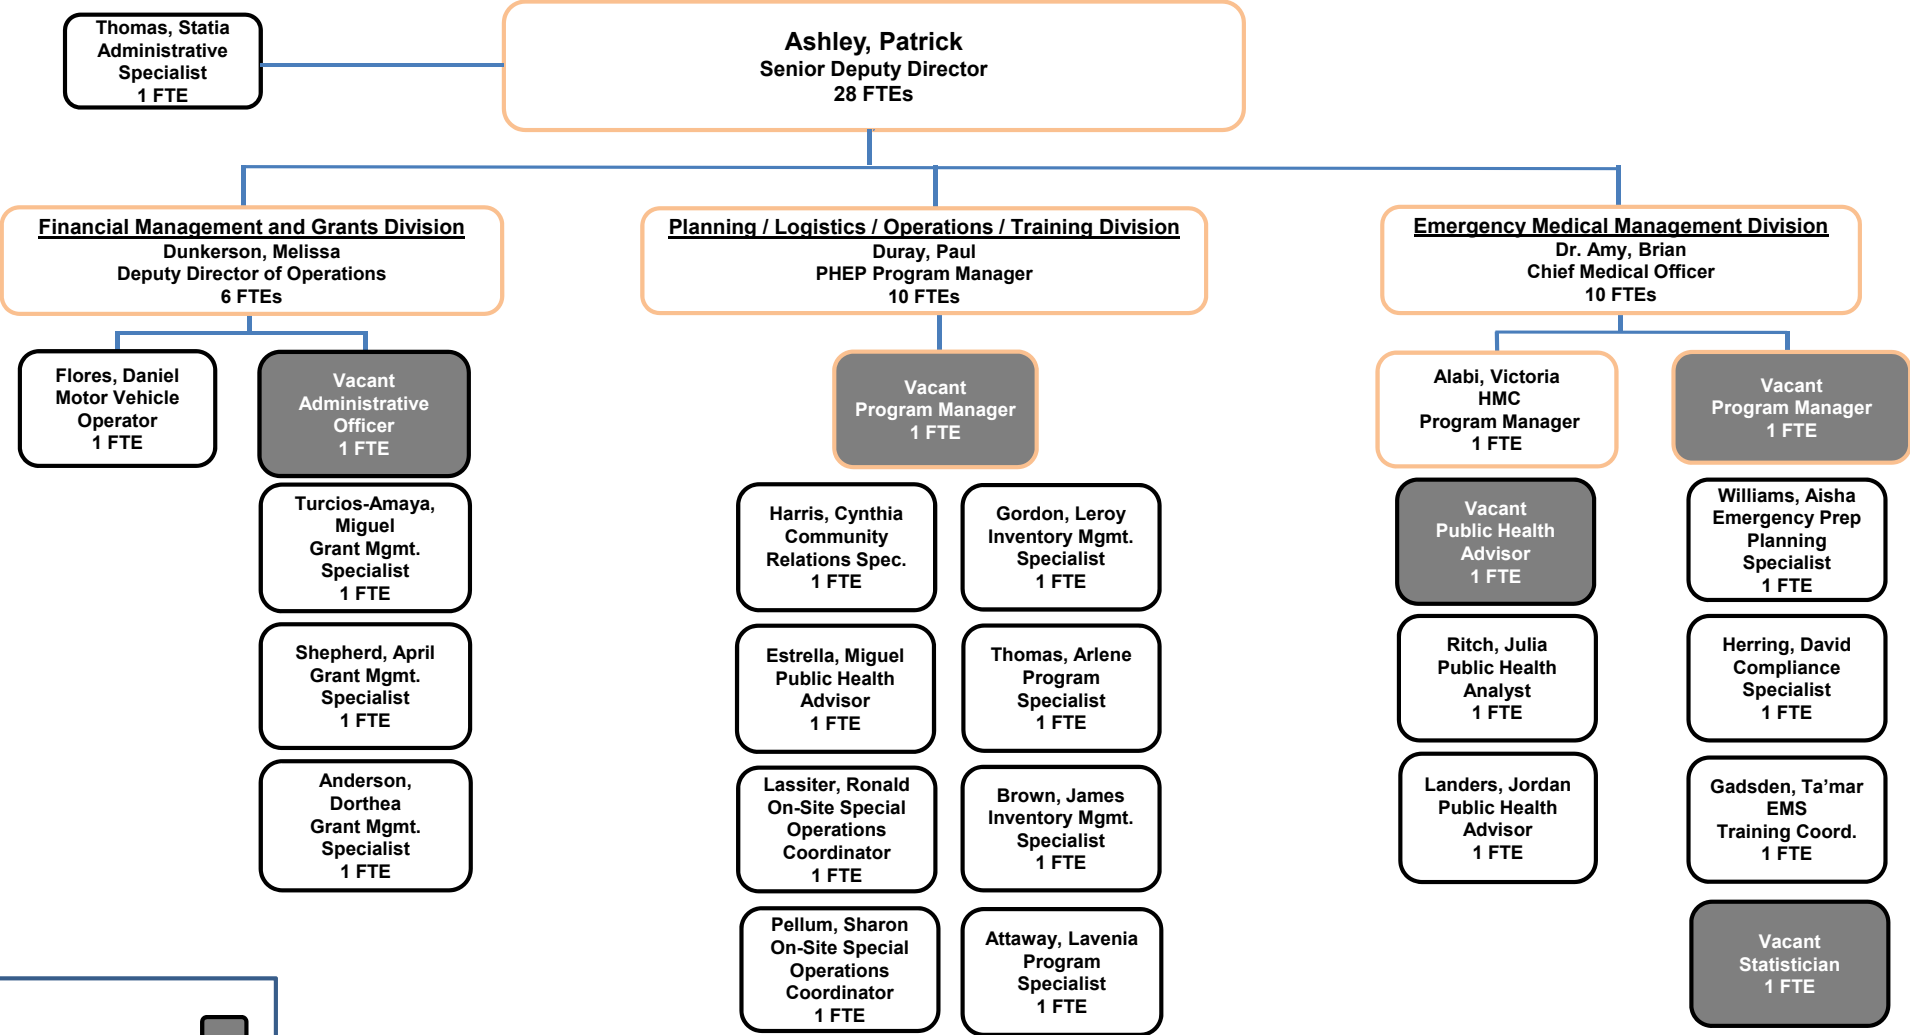 Thomas, Statia
Administrative
Specialist
1 FTE
Ashley, Patrick
Senior Deputy Director
28 FTEs
Financial Management and Grants Division
Dunkerson, Melissa
Deputy Director of Operations
6 FTEs
Planning / Logistics / Operations / Training Division
Duray, Paul
PHEP Program Manager
10 FTEs
Emergency Medical Management Division
Dr. Amy, Brian
Chief Medical Officer
10 FTEs
Flores, Daniel
Motor Vehicle
Operator
1 FTE
Vacant
Administrative
Officer
1 FTE
Turcios-Amaya,
Miguel
Grant Mgmt.
Specialist
1 FTE
Shepherd, April
Grant Mgmt.
Specialist
1 FTE
Anderson,
Dorthea
Grant Mgmt.
Specialist
1 FTE
Vacant
Program Manager
1 FTE
Harris, Cynthia
Community
Relations Spec.
1 FTE
Gordon, Leroy
Inventory Mgmt.
Specialist
1 FTE
Estrella, Miguel
Public Health
Advisor
1 FTE
Thomas, Arlene
Program
Specialist
1 FTE
Lassiter, Ronald
On-Site Special
Operations
Coordinator
1 FTE
Brown, James
Inventory Mgmt.
Specialist
1 FTE
Pellum, Sharon
On-Site Special
Operations
Coordinator
1 FTE
Attaway, Lavenia
Program
Specialist
1 FTE
Alabi, Victoria
HMC
Program Manager
1 FTE
Vacant
Public Health
Advisor
1 FTE
Ritch, Julia
Public Health
Analyst
1 FTE
Landers, Jordan
Public Health
Advisor
1 FTE
Vacant
Program Manager
1 FTE
Williams, Aisha
Emergency Prep
Planning
Specialist
1 FTE
Herring, David
Compliance
Specialist
1 FTE
Gadsden, Ta’mar
EMS
Training Coord.
1 FTE
Vacant
Statistician
1 FTE